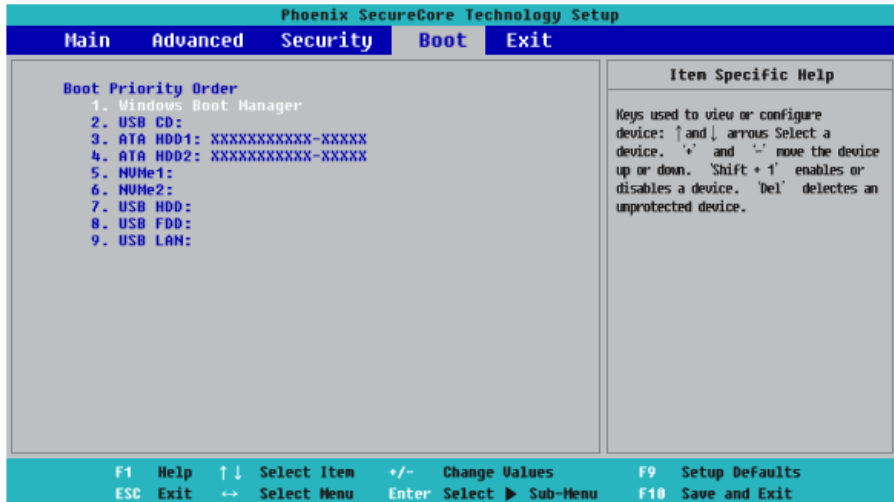 Phoenix SecureCore Technology Setup
Main Advanced Security Boot Exit
Boot Priority Order
1. Windows Boot Manager
2. USB CD:
3. ATA HDD1: XXXXXXXXXXX-XXXXX
4. ATA HDD2: XXXXXXXXXXX-XXXXX
5. NVMe1:
6. NVMe2:
7. USB HDD:
8. USB FDD:
9. USB LAN:
Item Specific Help
Keys used to view or configure
device: ↑and↓ arrous Select a
device. '+' and '-' move the device
up or down. 'Shift + 1' enables or
disables a device. 'Del' delectes an
unprotected device.
F1 Help ↑↓ Select Item +/- Change Values F9 Setup Defaults
ESC Exit ↔ Select Menu Enter Select ▶ Sub-Menu F10 Save and Exit